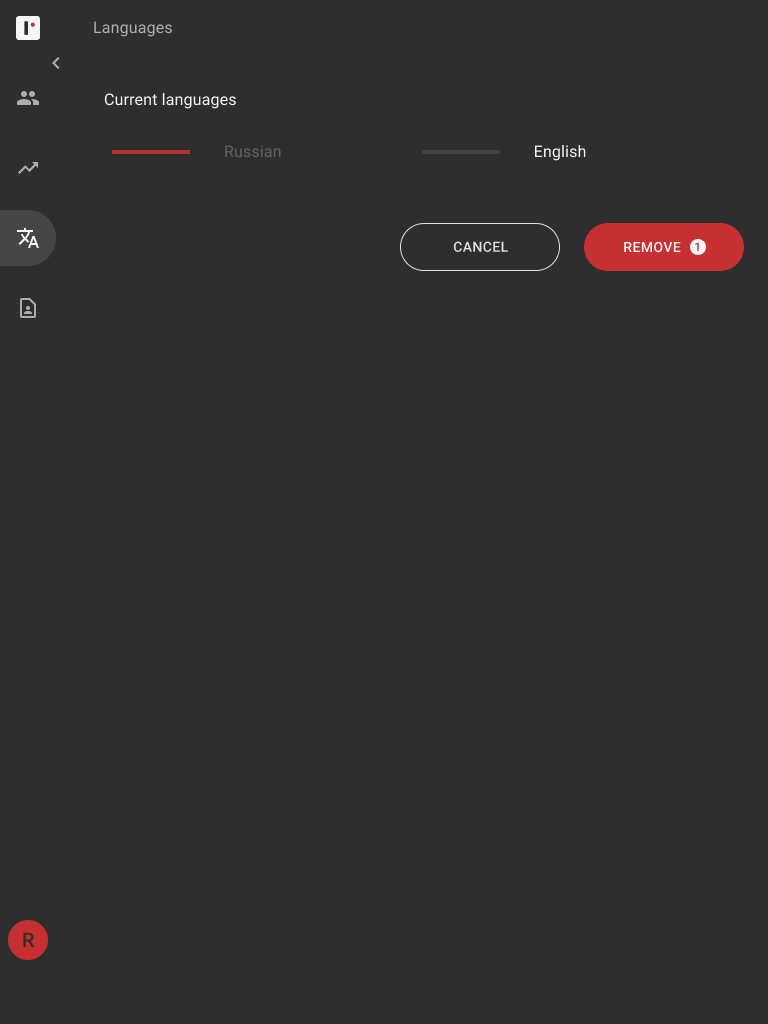 Languages
Current languages
Russian
English
CANCEL
REMOVE 1
R